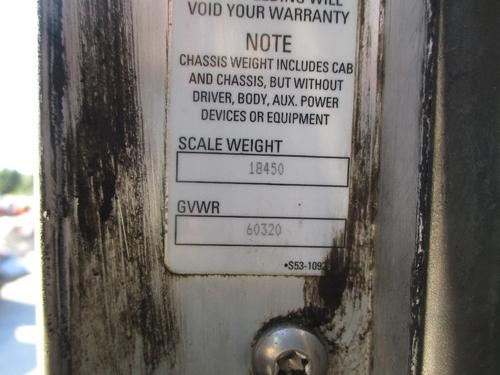 WILL
VOID YOUR WARRANTY
NOTE
CHASSIS WEIGHT INCLUDES CAB
AND CHASSIS, BUT WITHOUT
DRIVER, BODY, AUX. POWER
DEVICES OR EQUIPMENT
SCALE WEIGHT
18450
GVWR
60320